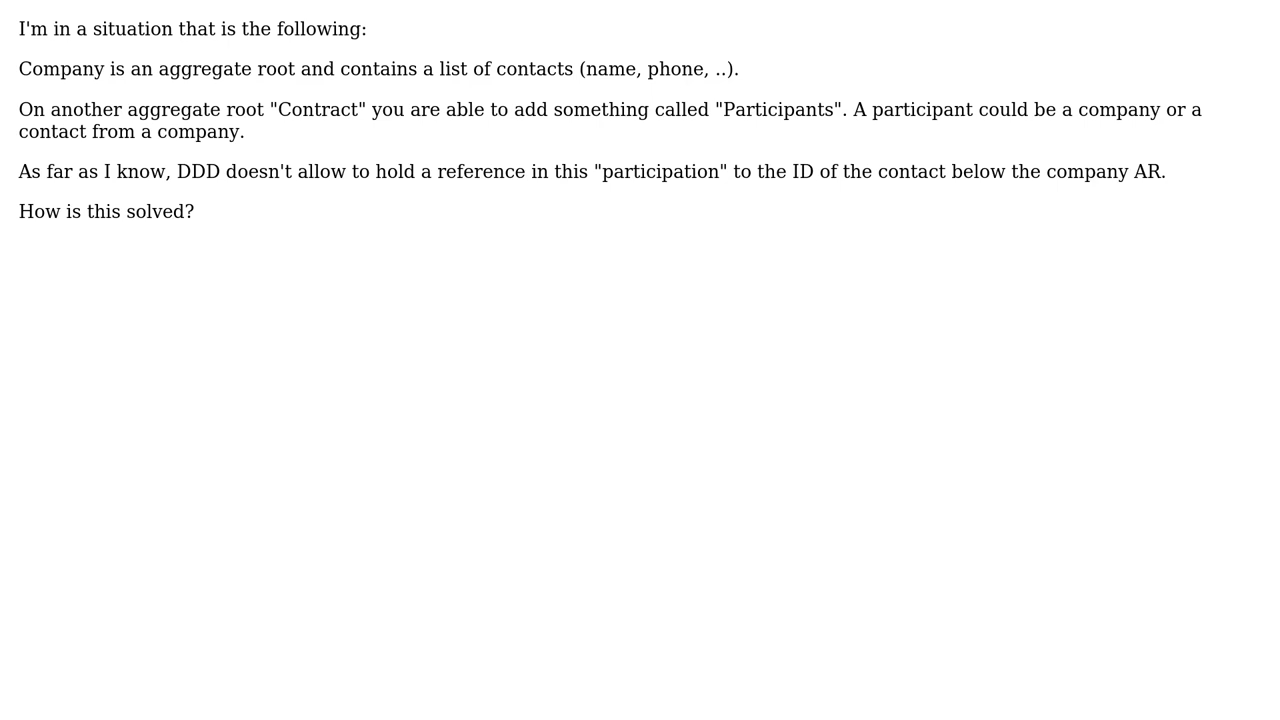 I'm in a situation that is the following:
Company is an aggregate root and contains a list of contacts (name, phone, ..).
On another aggregate root "Contract" you are able to add something called "Participants". A participant could be a company or a
contact from a company.
As far as I know, DDD doesn't allow to hold a reference in this "participation" to the ID of the contact below the company AR.
How is this solved?